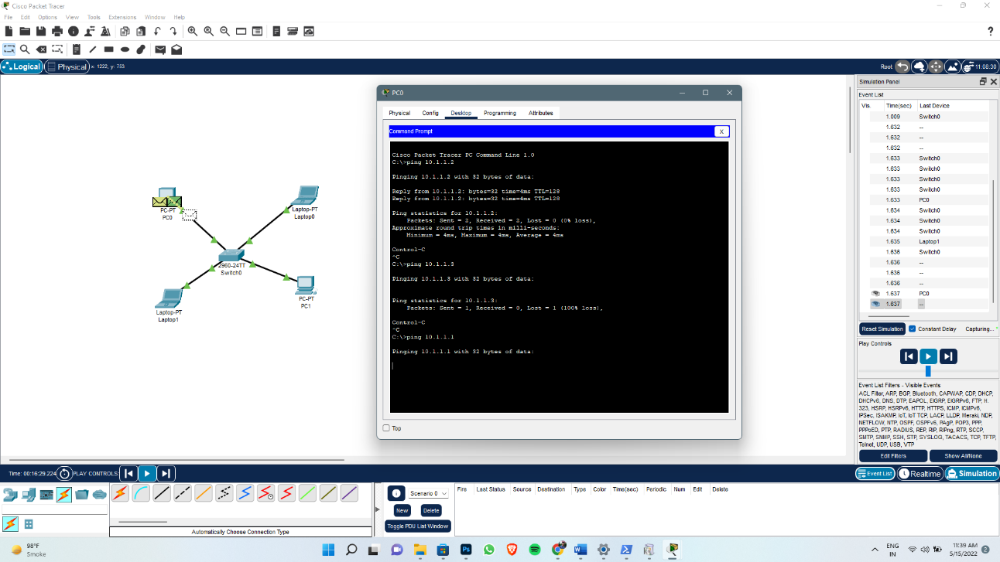 Cisco Packet Tracer
File Edit Options View Tools Extensions Window Help
?
Logical Physical x: 1222, y: 753
Root 11:08:30
PC-PT
PC0
Laptop-PT
Laptop0
2960-24TT
Switch0
PC-PT
PC1
Laptop-PT
Laptop1
PC0
Physical Config Desktop Programming Attributes
Command Prompt X
Cisco Packet Tracer PC Command Line 1.0
C:\>ping 10.1.1.2
Pinging 10.1.1.2 with 32 bytes of data:
Reply from 10.1.1.2: bytes=32 time=4ms TTL=128
Reply from 10.1.1.2: bytes=32 time=4ms TTL=128
Ping statistics for 10.1.1.2:
Packets: Sent = 2, Received = 2, Lost = 0 (0% loss),
Approximate round trip times in milli-seconds:
Minimum = 4ms, Maximum = 4ms, Average = 4ms
Control-C
^C
C:\>ping 10.1.1.3
Pinging 10.1.1.3 with 32 bytes of data:
Ping statistics for 10.1.1.3:
Packets: Sent = 1, Received = 0, Lost = 1 (100% loss),
Control-C
^C
C:\>ping 10.1.1.1
Pinging 10.1.1.1 with 32 bytes of data:
Top
Simulation Panel
Event List
Vis. Time(sec) Last Device
1.009 Switch0
1.632 --
1.632 --
1.632 --
1.633 Switch0
1.633 Switch0
1.633 Switch0
1.633 Switch0
1.633 PC0
1.634 Switch0
1.634 Switch0
1.634 Switch0
1.635 Laptop1
1.636 Switch0
1.636 --
1.636 --
1.636 --
1.637 PC0
1.637 --
Reset Simulation Constant Delay Capturing...
Play Controls
Event List Filters - Visible Events
ACL Filter, ARP, BGP, Bluetooth, CAPWAP, CDP, DHCP,
DHCPv6, DNS, DTP, EAPOL, EIGRP, EIGRPv6, FTP, H.
323, HSRP, HSRPv6, HTTP, HTTPS, ICMP, ICMPv6,
IPSec, ISAKMP, IoT, IoT TCP, LACP, LLDP, Meraki, NDP,
NETFLOW, NTP, OSPF, OSPFv6, PAgP, POP3, PPP,
PPPoED, PTP, RADIUS, REP, RIP, RIPng, RTP, SCCP,
SMTP, SNMP, SSH, STP, SYSLOG, TACACS, TCP, TFTP,
Telnet, UDP, USB, VTP
Edit Filters Show All/None
Time: 00:16:29.224 PLAY CONTROLS:
Event List Realtime Simulation
Scenario 0
New Delete
Toggle PDU List Window
Fire Last Status Source Destination Type Color Time(sec) Periodic Num Edit Delete
Automatically Choose Connection Type
98°F
Smoke
Ps
ENG
IN
11:39 AM
5/15/2022
2